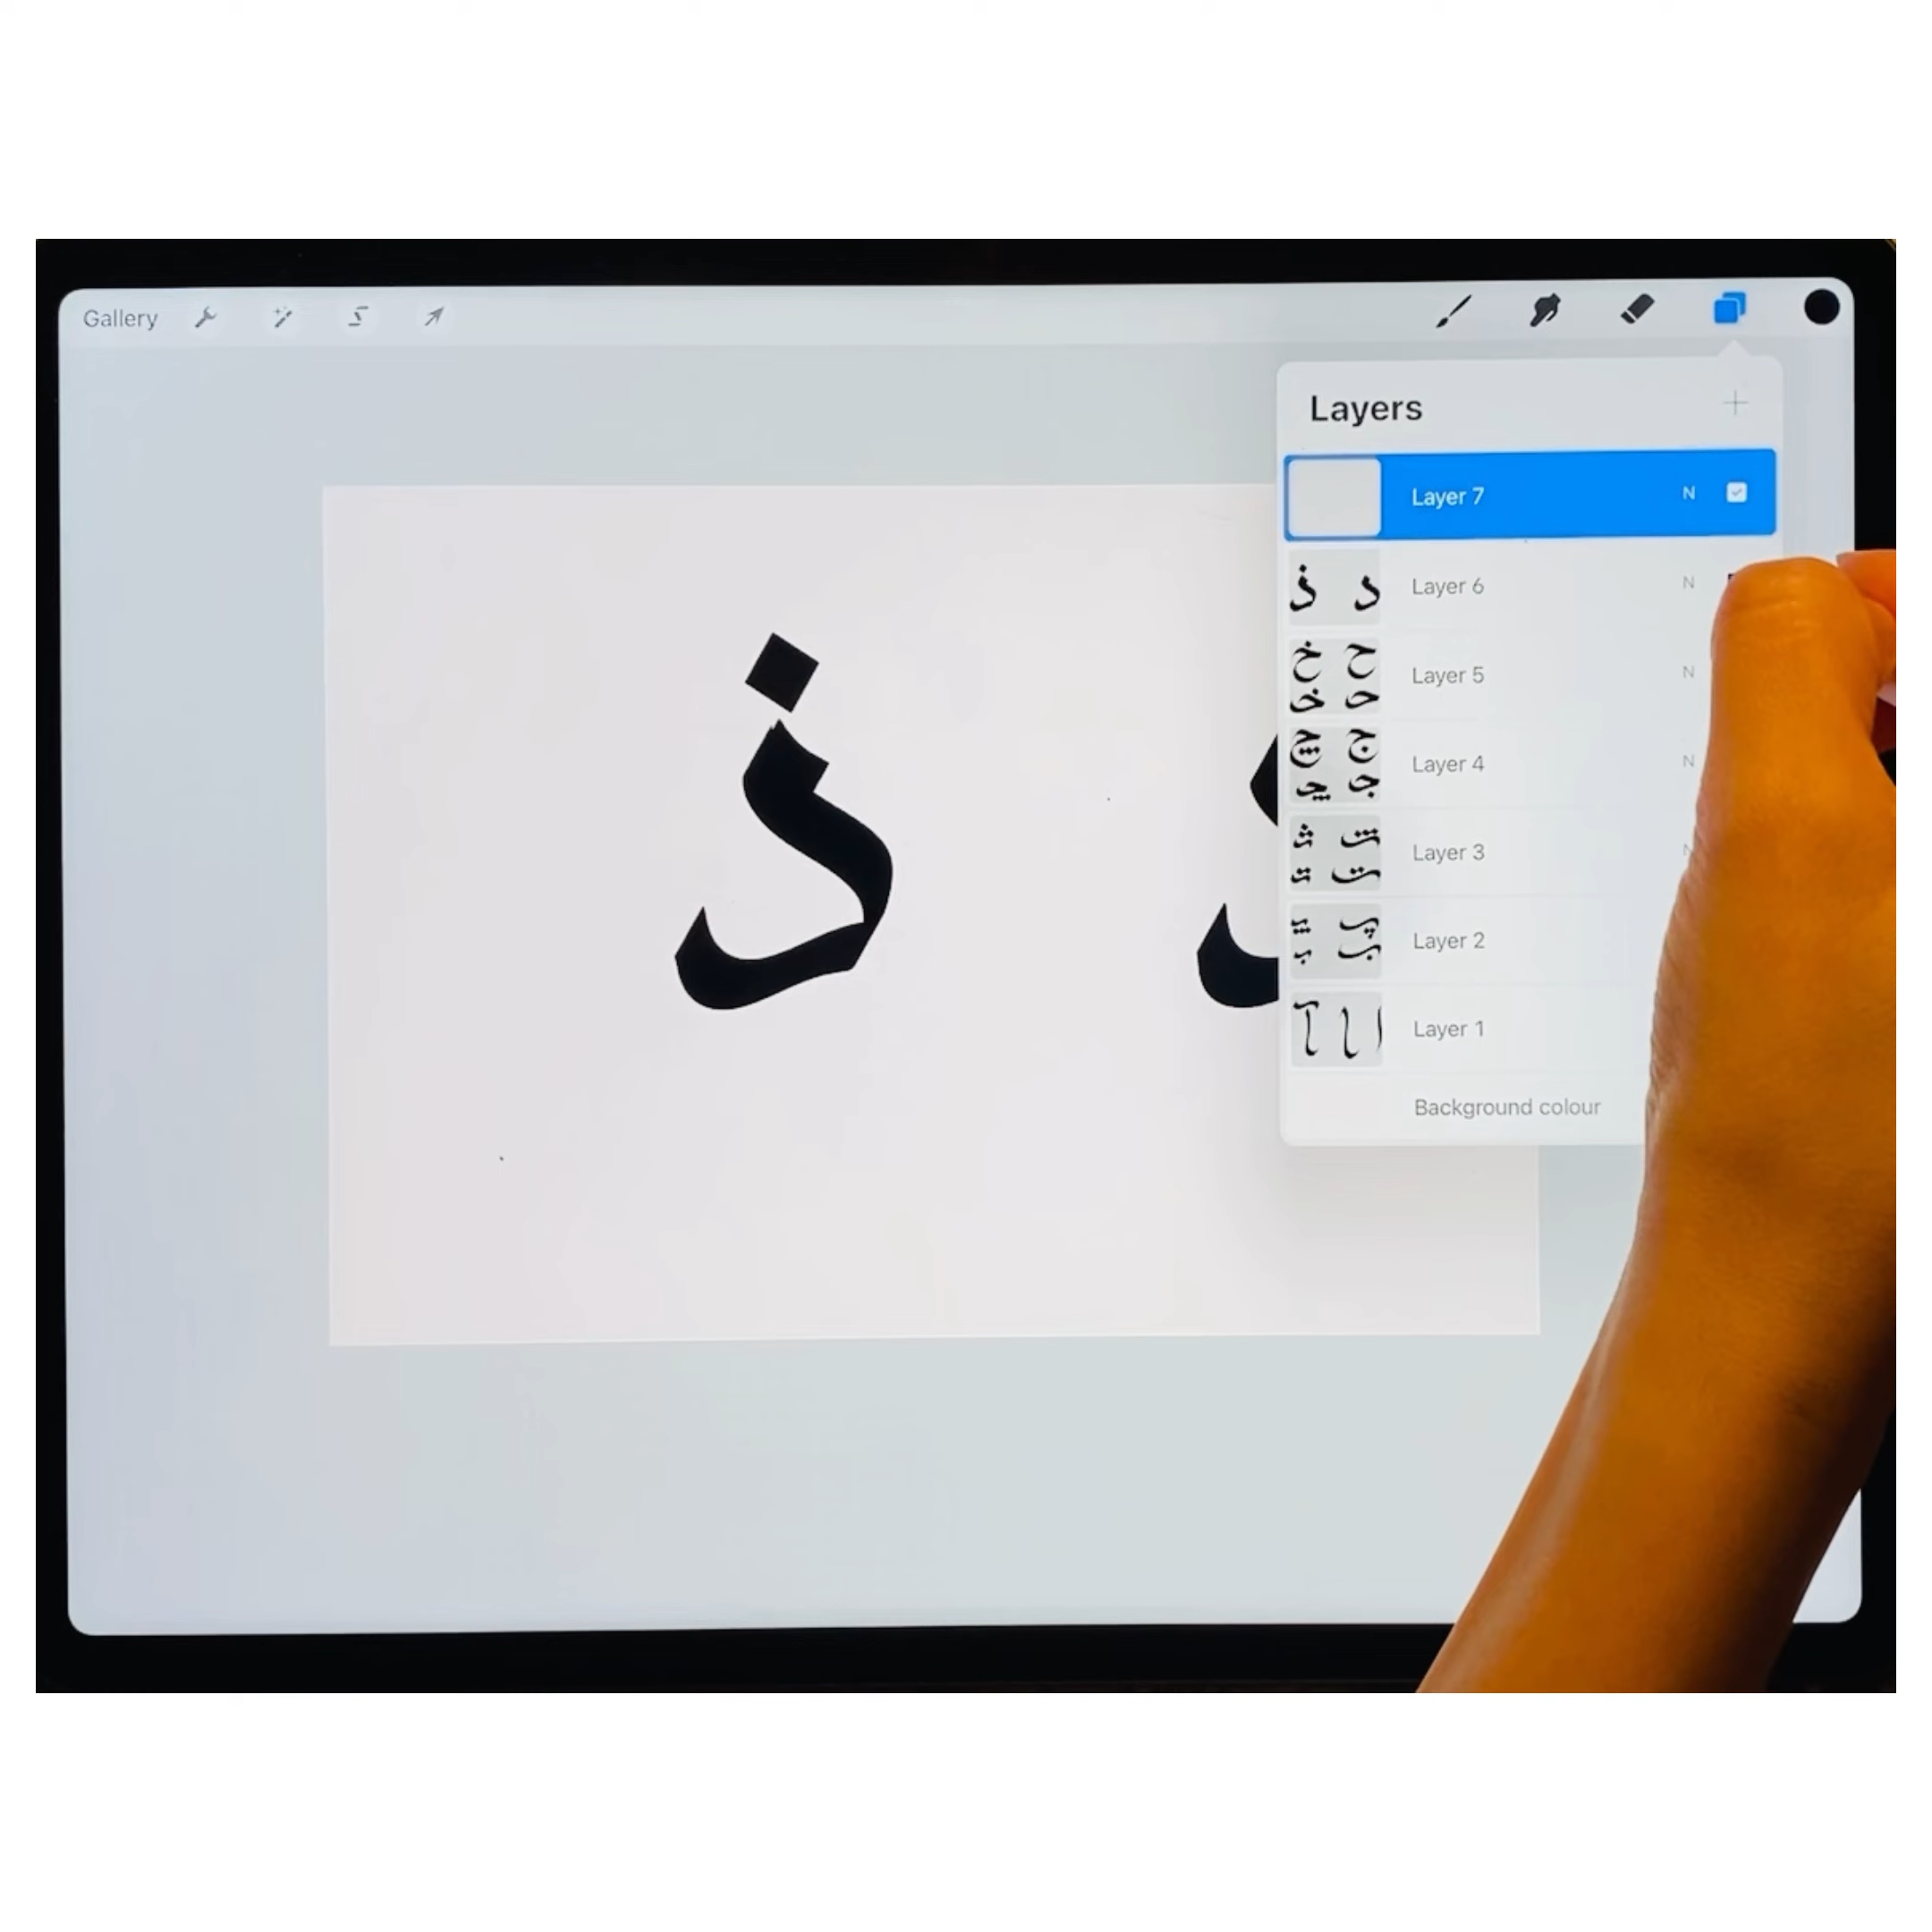 Gallery
Layers
Layer 7 N
ذ د
Layer 6 N
خ ح
Layer 5 N
چ ج
Layer 4 N
Layer 3
Layer 2
Layer 1
Background colour